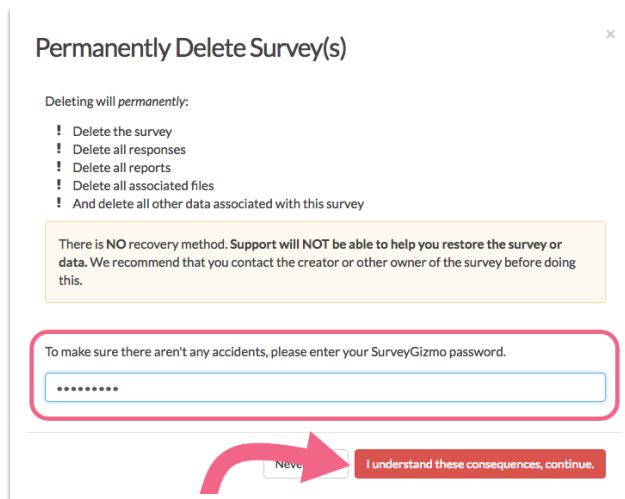 Permanently Delete Survey(s)
×
Deleting will permanently:
! Delete the survey
! Delete all responses
! Delete all reports
! Delete all associated files
! And delete all other data associated with this survey
There is NO recovery method. Support will NOT be able to help you restore the survey or
data. We recommend that you contact the creator or other owner of the survey before doing
this.
To make sure there aren't any accidents, please enter your SurveyGizmo password.
•••••••••
I understand these consequences, continue.